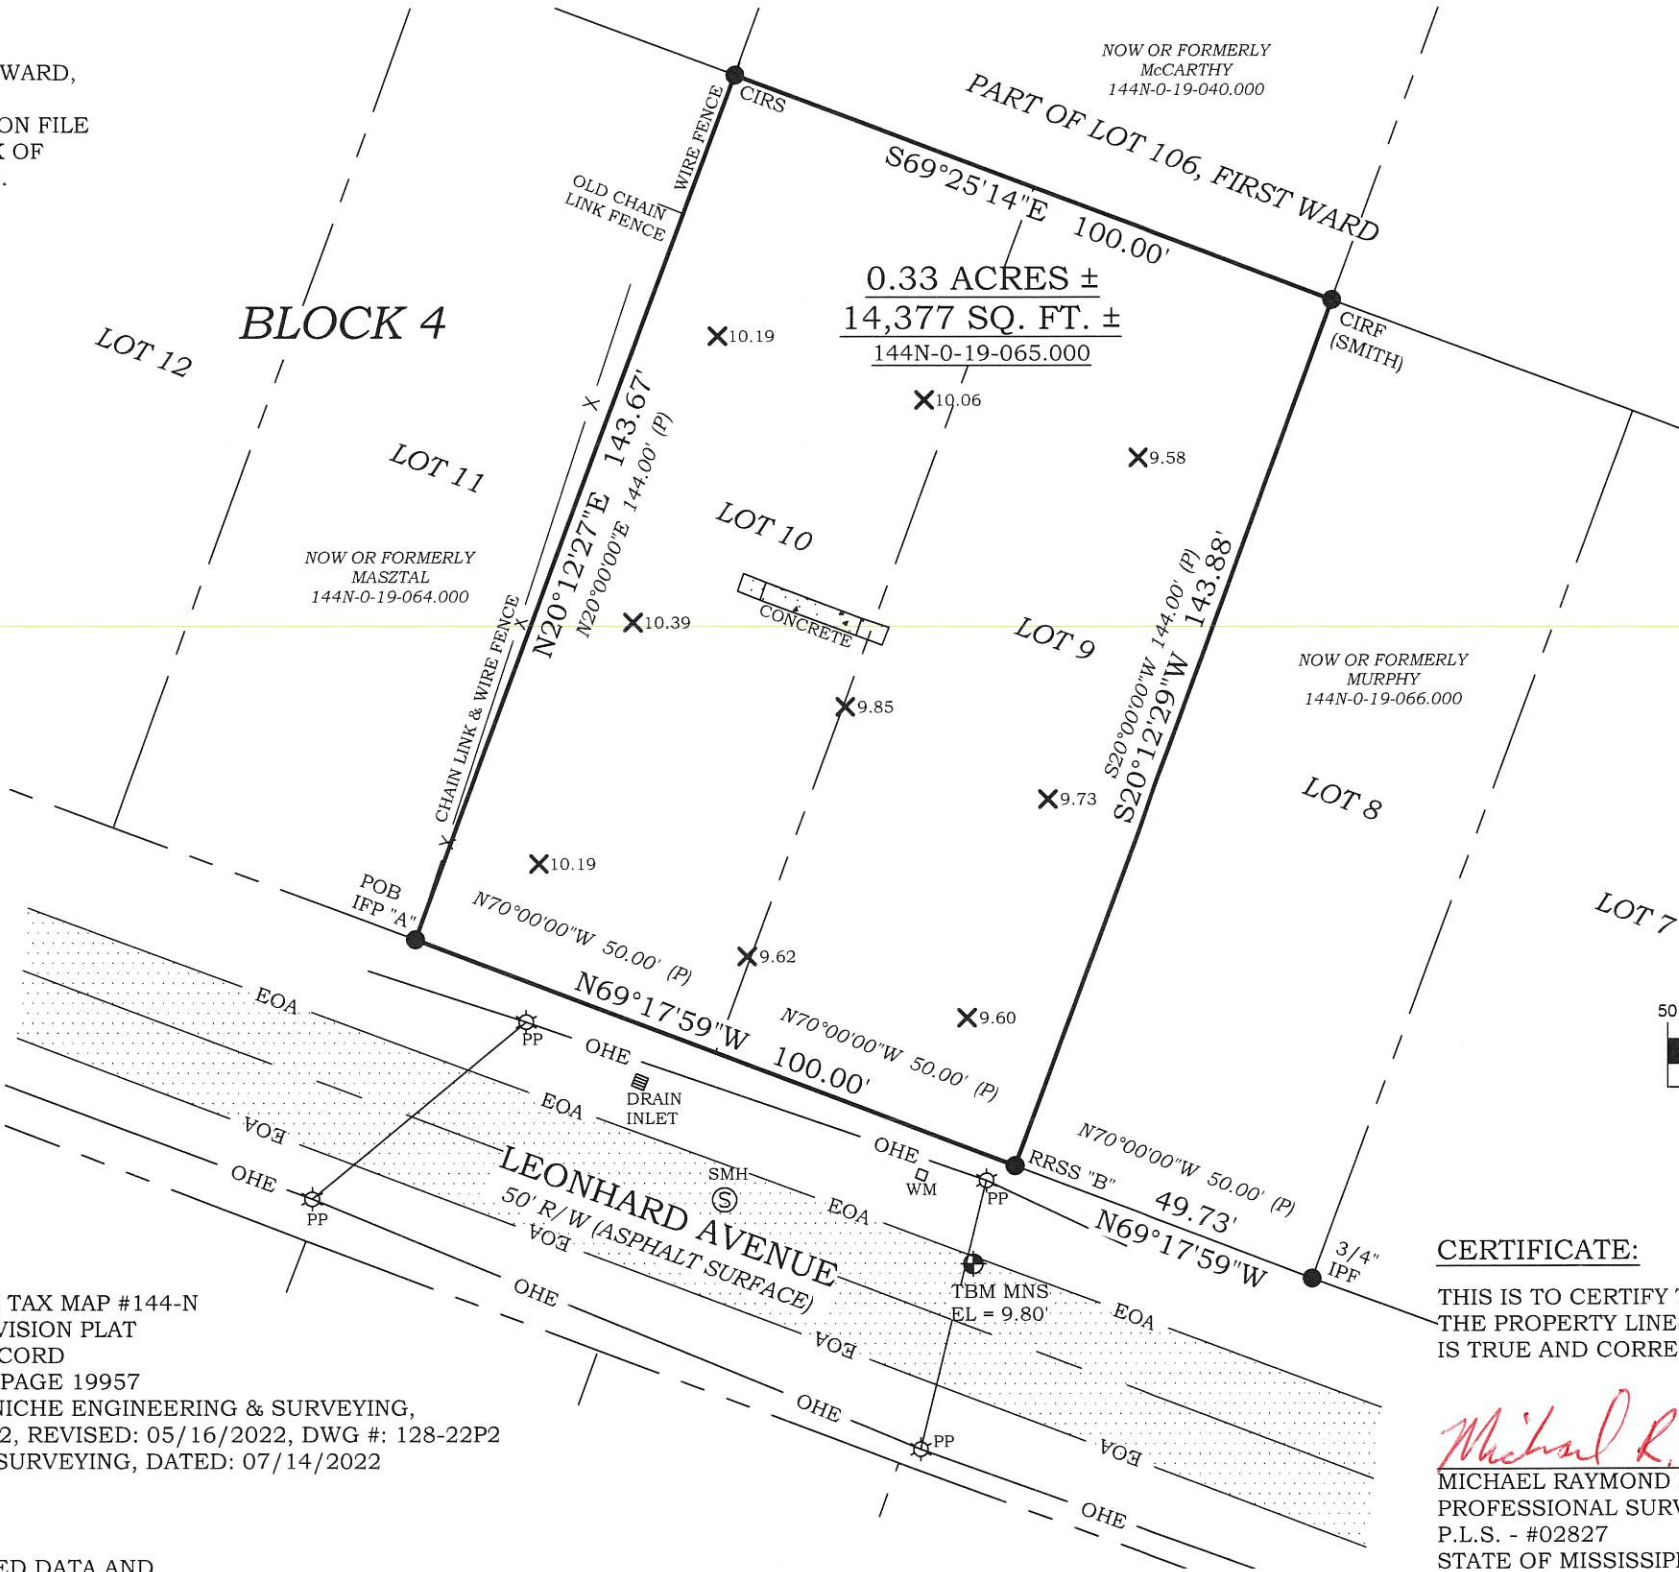 WARD,
ON FILE
OF
NOW OR FORMERLY
McCARTHY
144N-0-19-040.000
PART OF LOT 106, FIRST WARD
CIRS
WIRE FENCE
OLD CHAIN
LINK FENCE
S69°25'14"E 100.00'
0.33 ACRES ±
14,377 SQ. FT. ±
144N-0-19-065.000
CIRF
(SMITH)
BLOCK 4
LOT 12
LOT 11
NOW OR FORMERLY
MASZTAL
144N-0-19-064.000
10.19
10.06
9.58
N20°12'27"E 143.67'
N20°00'00"E 144.00' (P)
X
X
X
CHAIN LINK & WIRE FENCE
LOT 10
CONCRETE
10.39
LOT 9
9.85
9.73
S20°00'00"W 144.00' (P)
S20°12'29"W 143.88'
NOW OR FORMERLY
MURPHY
144N-0-19-066.000
LOT 8
LOT 7
10.19
POB
IFP "A"
N70°00'00"W 50.00' (P)
9.62
9.60
N69°17'59"W 100.00'
N70°00'00"W 50.00' (P)
50
EOA
PP
OHE
DRAIN
INLET
EOA
EOA
OHE
PP
OHE
WM
PP
RRSS "B"
N70°00'00"W 50.00' (P)
49.73'
N69°17'59"W
3/4"
IPF
SMH
S
LEONHARD AVENUE
50' R/W (ASPHALT SURFACE)
EOA
EOA
TBM MNS
EL = 9.80'
EOA
EOA
OHE
OHE
PP
EOA
OHE
TAX MAP #144-N
VISION PLAT
CORD
PAGE 19957
NICHE ENGINEERING & SURVEYING,
2, REVISED: 05/16/2022, DWG #: 128-22P2
SURVEYING, DATED: 07/14/2022
ED DATA AND
CERTIFICATE:
THIS IS TO CERTIFY
THE PROPERTY LINE
IS TRUE AND CORRE
Michael R.
MICHAEL RAYMOND
PROFESSIONAL SURV
P.L.S. - #02827
STATE OF MISSISSIPP